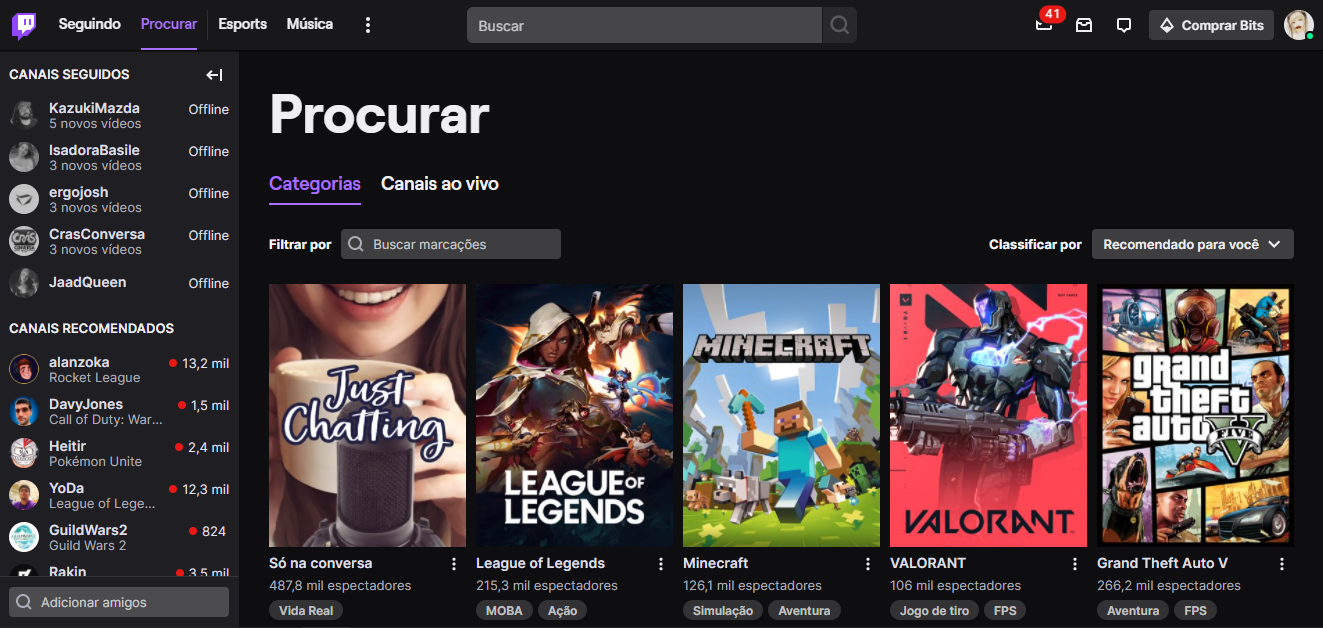 Seguindo
Procurar
Esports
Música
Buscar
41
Comprar Bits
CANAIS SEGUIDOS
KazukiMazda
Offline
5 novos vídeos
IsadoraBasile
Offline
3 novos vídeos
ergojosh
Offline
3 novos vídeos
CrasConversa
Offline
3 novos vídeos
JaadQueen
Offline
CANAIS RECOMENDADOS
alanzoka
13,2 mil
Rocket League
DavyJones
1,5 mil
Call of Duty: War...
Heitir
2,4 mil
Pokémon Unite
YoDa
12,3 mil
League of Lege...
GuildWars2
824
Guild Wars 2
Rakin
3,5 mil
Adicionar amigos
Procurar
Categorias
Canais ao vivo
Filtrar por
Buscar marcações
Classificar por
Recomendado para você
Just
Chatting
LEAGUE OF
LEGENDS
MINECRAFT
VALORANT
grand
theft
auto
FIVE
Só na conversa
487,8 mil espectadores
Vida Real
League of Legends
215,3 mil espectadores
MOBA
Ação
Minecraft
126,1 mil espectadores
Simulação
Aventura
VALORANT
106 mil espectadores
Jogo de tiro
FPS
Grand Theft Auto V
266,2 mil espectadores
Aventura
FPS